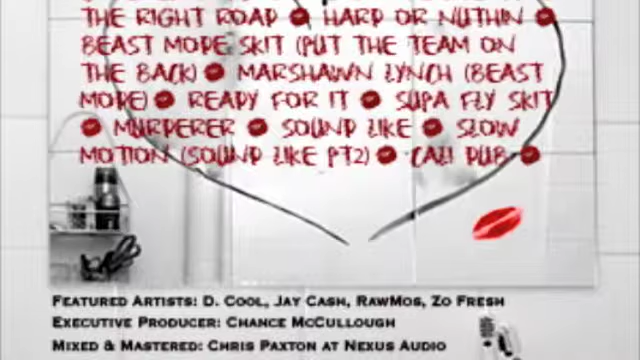 THE RIGHT ROAD HARD OR NUTHIN
BEAST MODE SKIT (PUT THE TEAM ON
THE BACK) MARSHAWN LYNCH (BEAST
MODE) READY FOR IT SUPA FLY SKIT
MURDERER SOUND LIKE SLOW
MOTION (SOUND LIKE PT2) CALI DUB
FEATURED ARTISTS: D. COOL, JAY CASH, RAWMOS, ZO FRESH
EXECUTIVE PRODUCER: CHANCE MCCULLOUGH
MIXED & MASTERED: CHRIS PAXTON AT NEXUS AUDIO